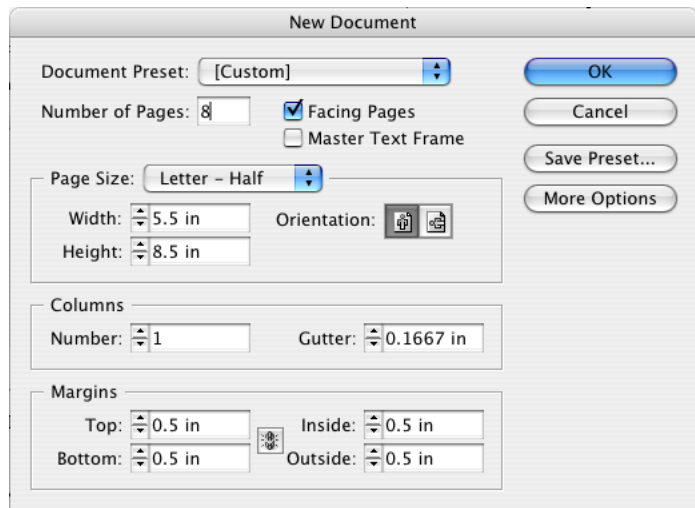 New Document
Document Preset: [Custom]
OK
Number of Pages: 8
Facing Pages
Cancel
Master Text Frame
Save Preset...
Page Size: Letter – Half
More Options
Width: 5.5 in
Orientation:
Height: 8.5 in
Columns
Number: 1
Gutter: 0.1667 in
Margins
Top: 0.5 in
Inside: 0.5 in
Bottom: 0.5 in
Outside: 0.5 in